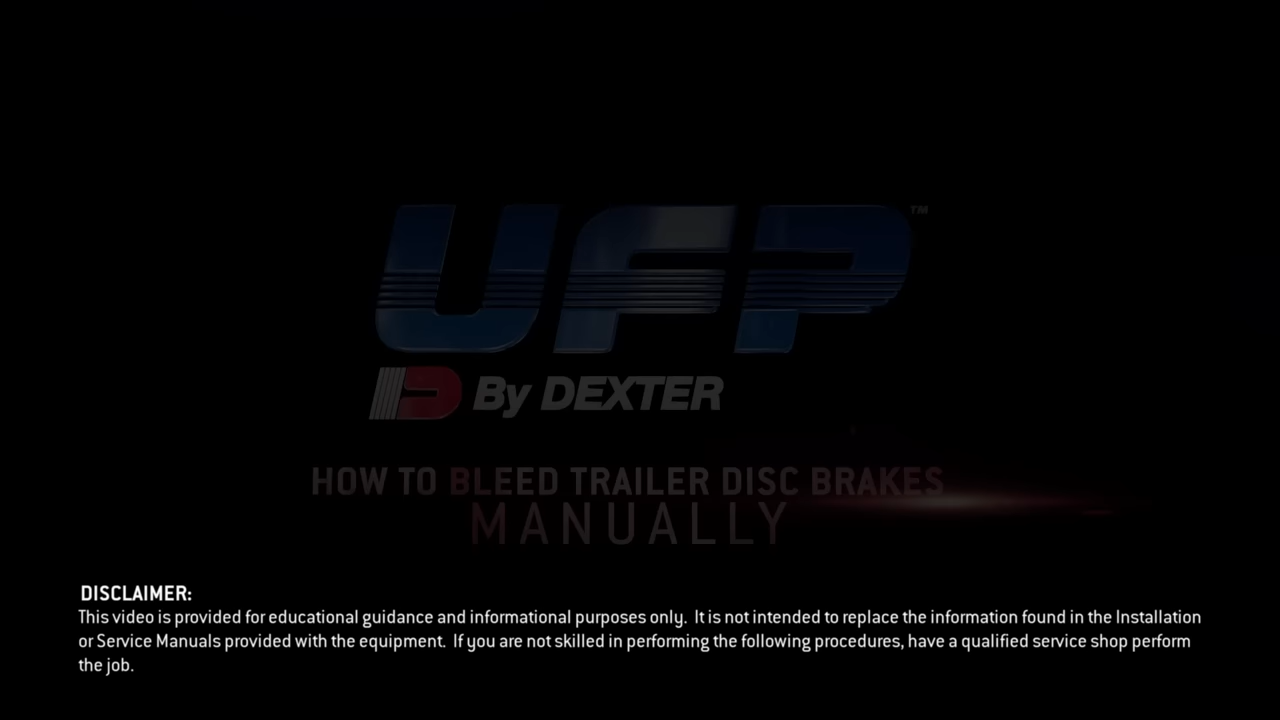 UFP™
By DEXTER
HOW TO BLEED TRAILER DISC BRAKES
MANUALLY
DISCLAIMER:
This video is provided for educational guidance and informational purposes only. It is not intended to replace the information found in the Installation
or Service Manuals provided with the equipment. If you are not skilled in performing the following procedures, have a qualified service shop perform
the job.